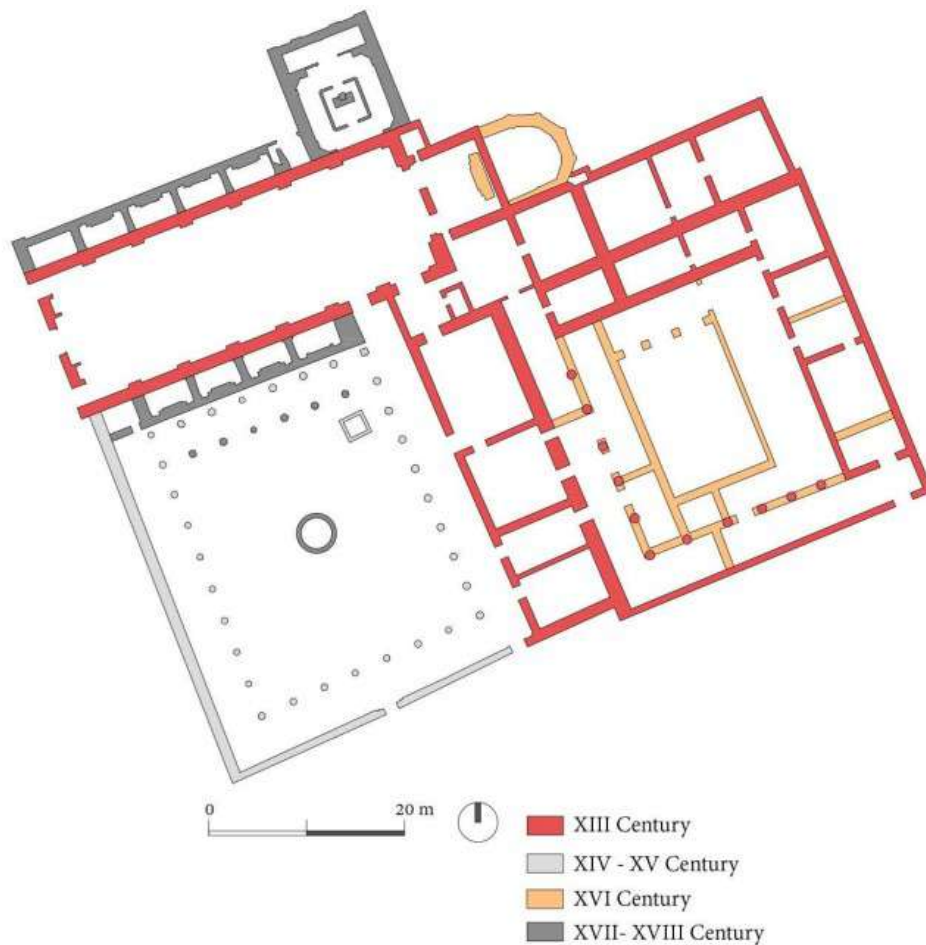 0 20 m
XIII Century
XIV - XV Century
XVI Century
XVII- XVIII Century